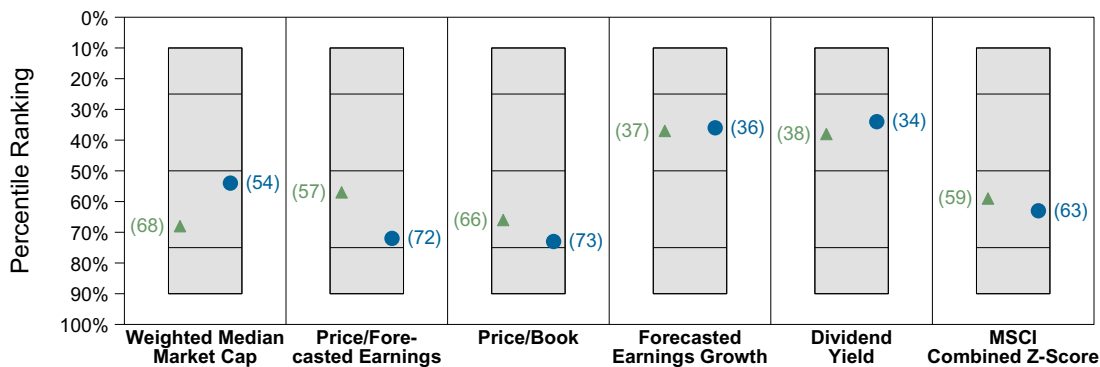 Percentile Ranking
0%
10%
20%
30%
40%
50%
60%
70%
80%
90%
100%
(68)
(54)
(57)
(72)
(66)
(73)
(37)
(36)
(38)
(34)
(59)
(63)
Weighted Median
Market Cap
Price/Fore-
casted Earnings
Price/Book
Forecasted
Earnings Growth
Dividend
Yield
MSCI
Combined Z-Score